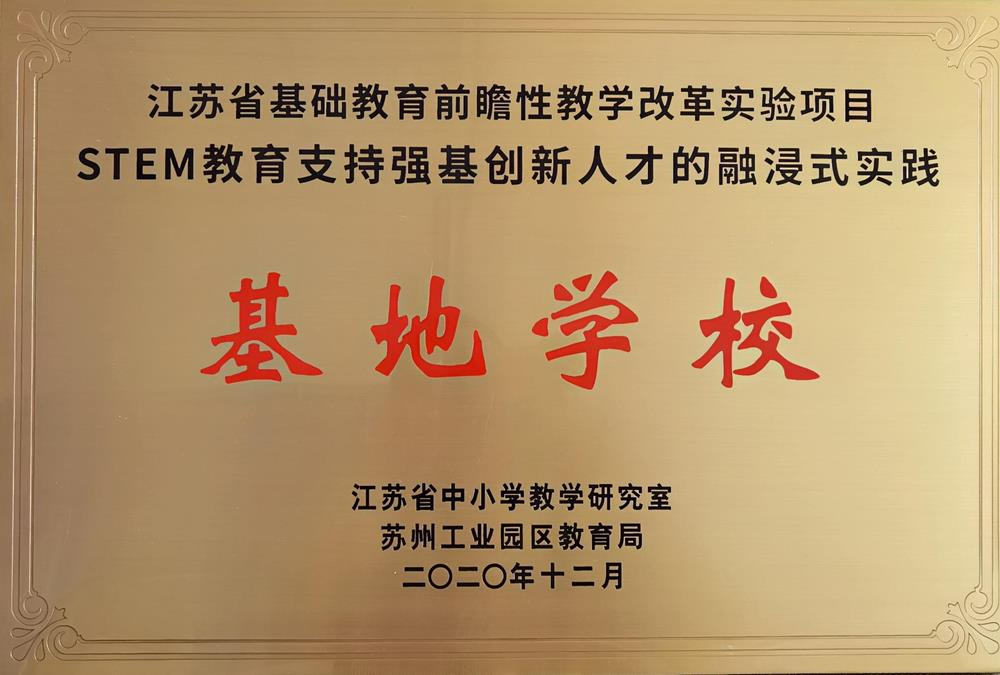 江苏省基础教育前瞻性教学改革实验项目
STEM教育支持强基创新人才的融浸式实践
基地学校
江苏省中小学教学研究室
苏州工业园区教育局
二〇二〇年十二月